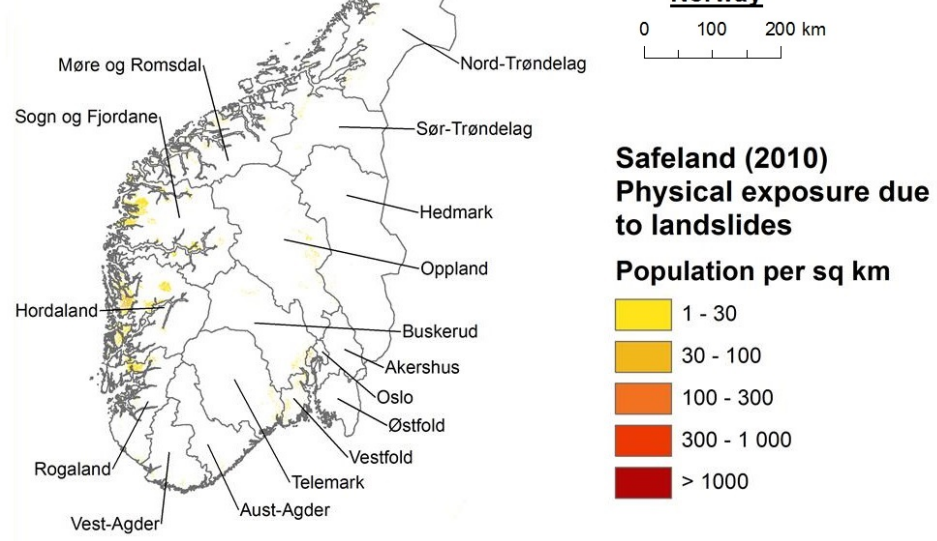 Norway
0 100 200 km
Nord-Trøndelag
Møre og Romsdal
Sogn og Fjordane
Sør-Trøndelag
Hedmark
Oppland
Hordaland
Buskerud
Akershus
Oslo
Østfold
Vestfold
Rogaland
Telemark
Aust-Agder
Vest-Agder
Safeland (2010)
Physical exposure due
to landslides
Population per sq km
1 - 30
30 - 100
100 - 300
300 - 1 000
> 1000